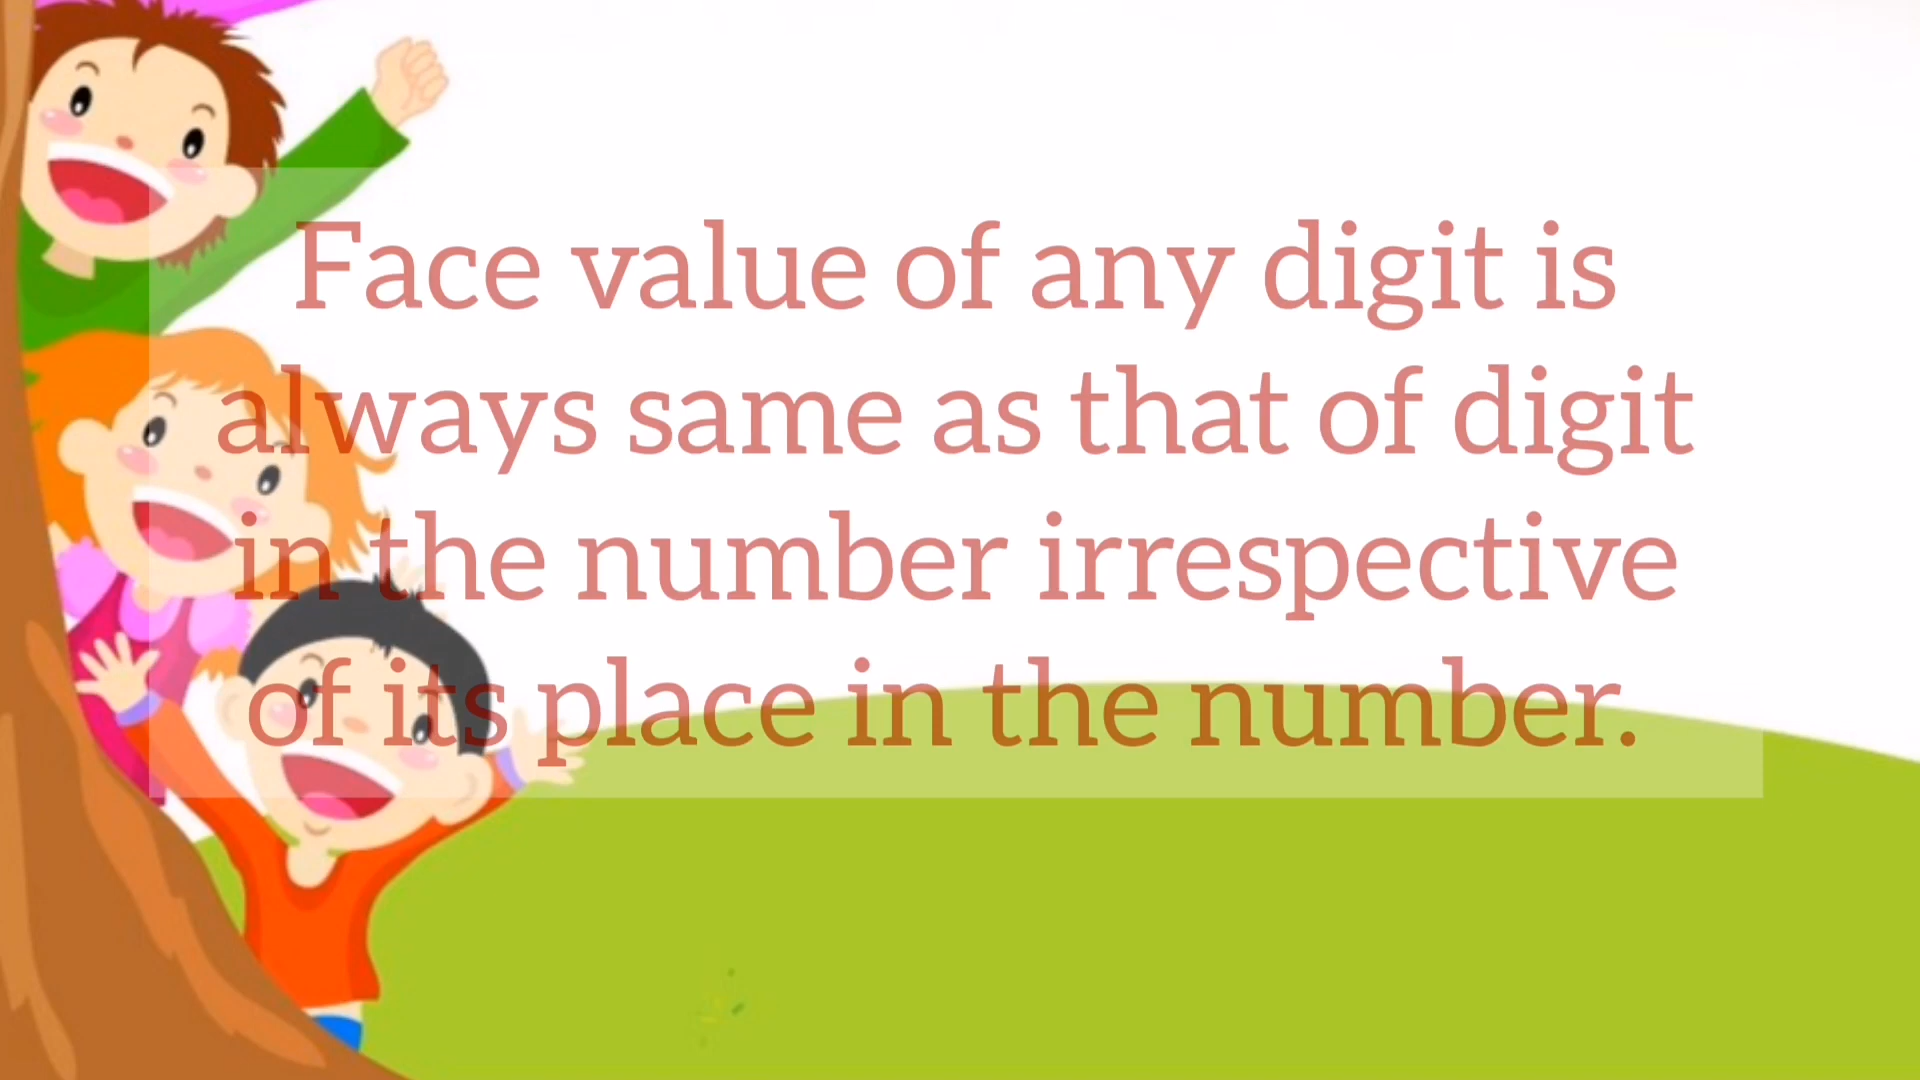 Face value of any digit is
always same as that of digit
in the number irrespective
of its place in the number.